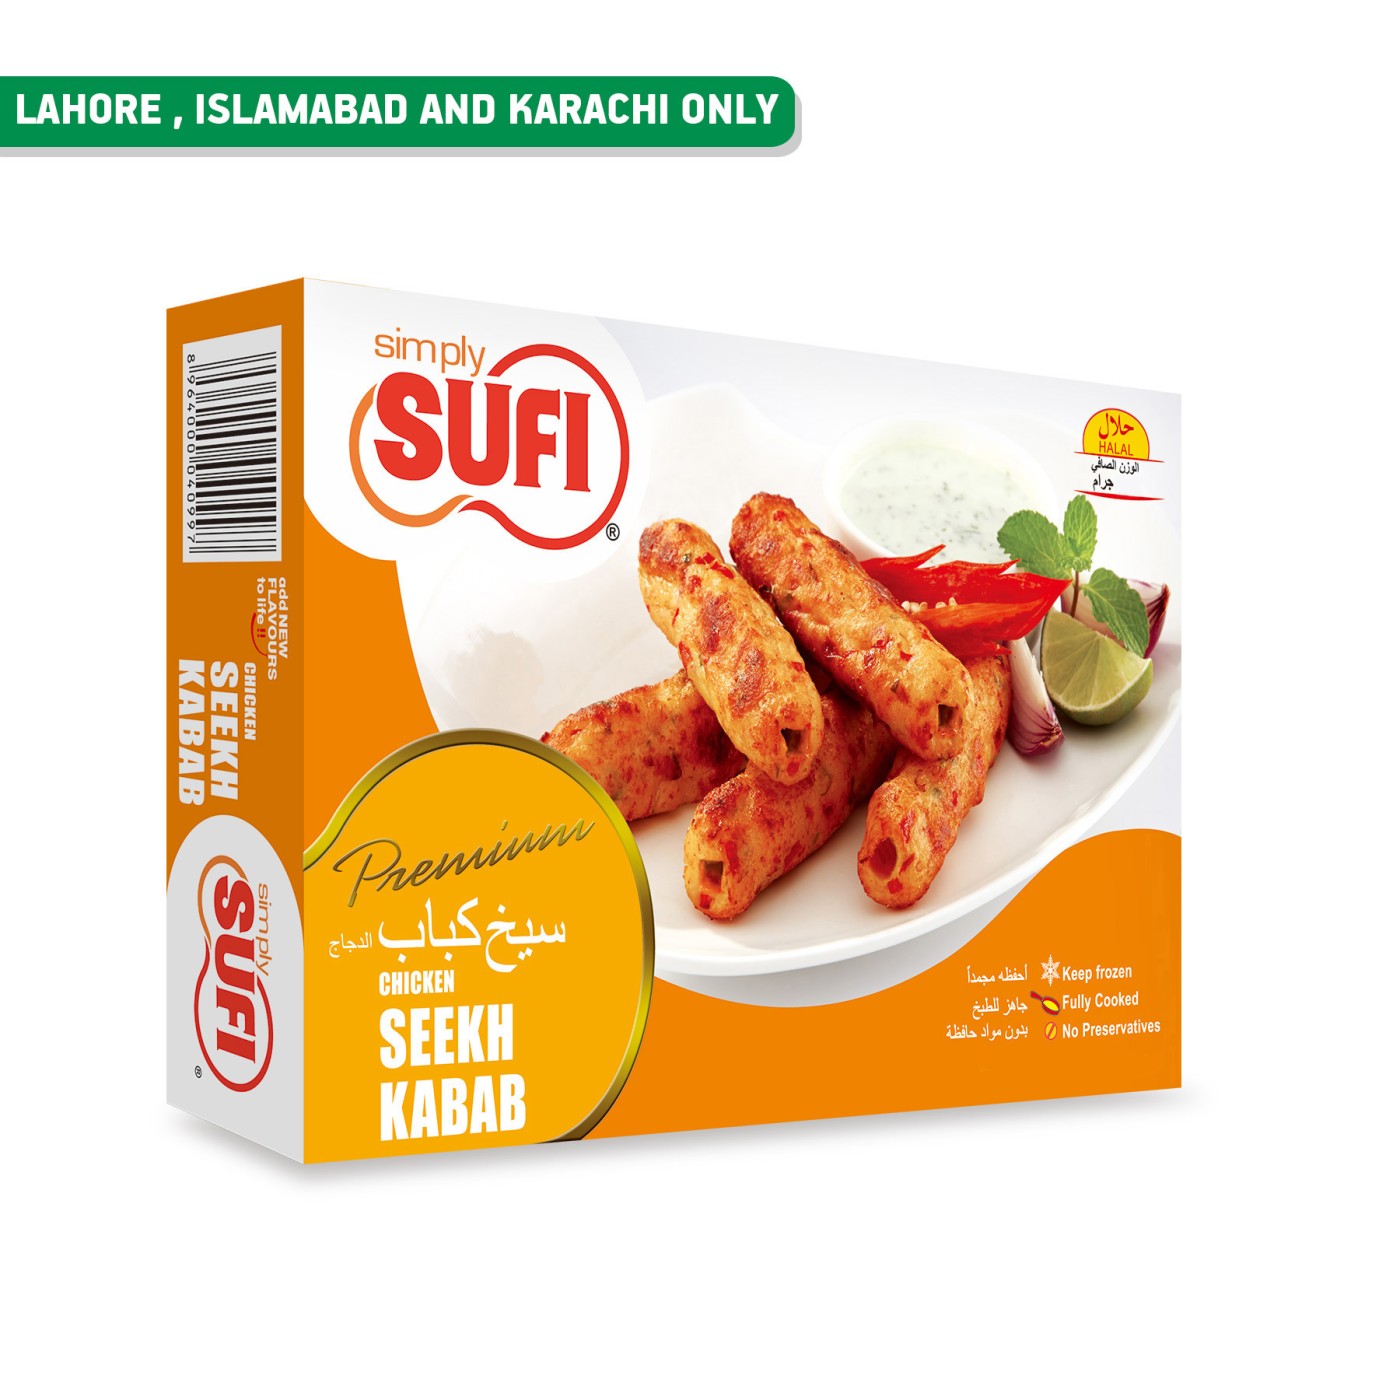 LAHORE , ISLAMABAD AND KARACHI ONLY
simply
SUFI
®
حلال
HALAL
الوزن الصافي
جرام
8964000040997
add NEW
FLAVOURS
to life !!
CHICKEN
SEEKH
KABAB
simply
SUFI
®
Premium
سيخ كباب الدجاج
CHICKEN
SEEKH
KABAB
أحفظه مجمداً Keep frozen
جاهز للطبخ Fully Cooked
بدون مواد حافظة No Preservatives